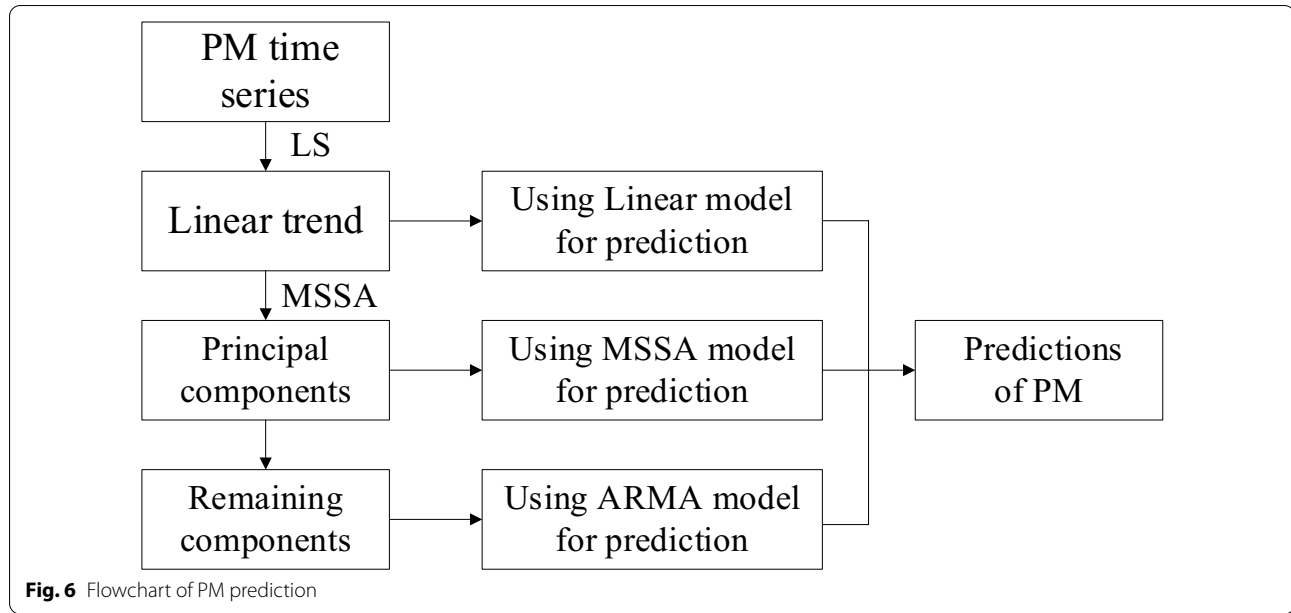 PM time
series
LS
Linear trend
Using Linear model
for prediction
MSSA
Principal
components
Using MSSA model
for prediction
Predictions
of PM
Remaining
components
Using ARMA model
for prediction
Fig. 6 Flowchart of PM prediction